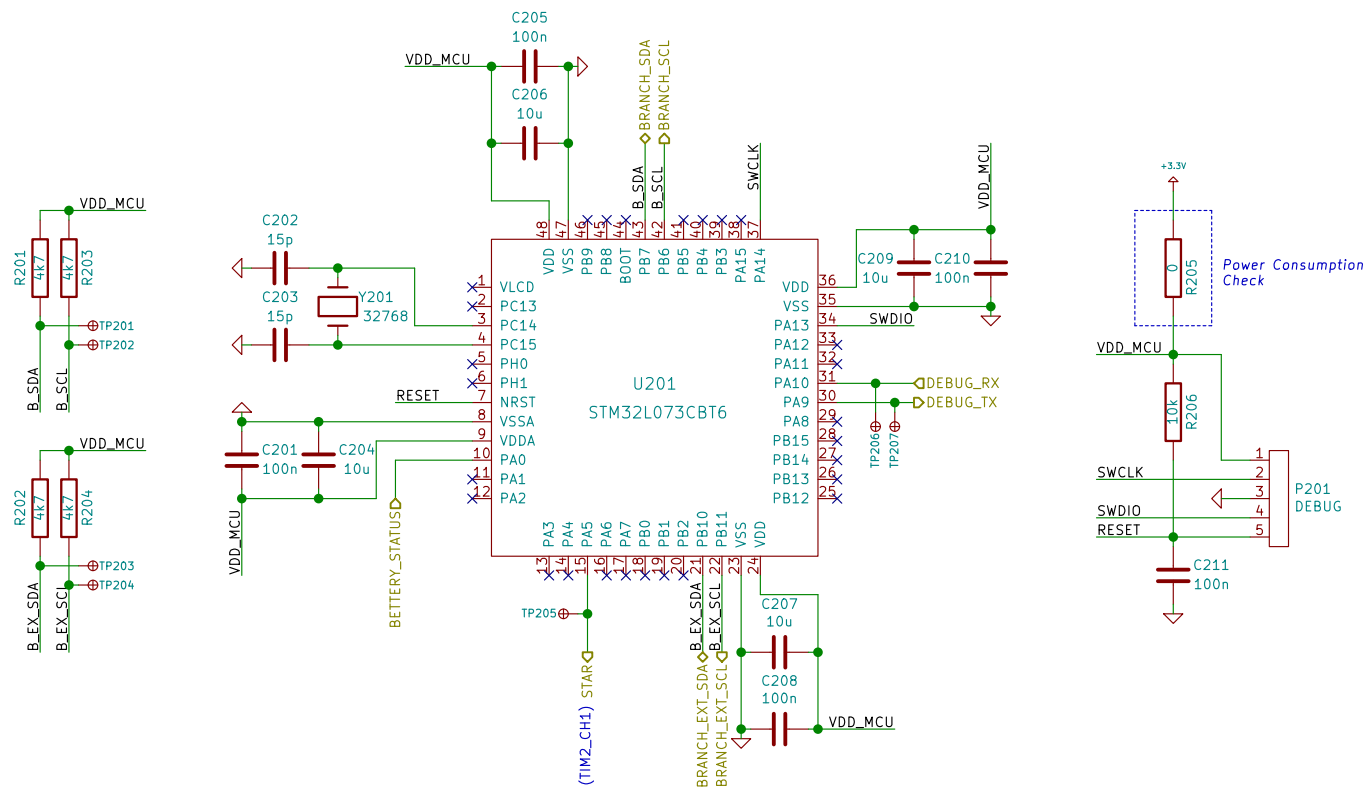 C205
100n
VDD_MCU
C206
10u
BRANCH_SDA
BRANCH_SCL
B_SDA
B_SCL
SWCLK
VDD_MCU
VDD_MCU
R201
4k7
4k7
R203
TP201
TP202
B_SDA
B_SCL
VDD_MCU
R202
4k7
4k7
R204
TP203
TP204
B_EX_SDA
B_EX_SCL
C202
15p
C203
15p
Y201
32768
RESET
C201
100n
C204
10u
VDD_MCU
BETTERY_STATUS
48
47
46
45
44
43
42
41
40
39
38
37
VDD
VSS
PB9
PB8
BOOT
PB7
PB6
PB5
PB4
PB3
PA15
PA14
1 VLCD
2 PC13
3 PC14
4 PC15
5 PH0
6 PH1
7 NRST
8 VSSA
9 VDDA
10 PA0
11 PA1
12 PA2
U201
STM32L073CBT6
VDD 36
VSS 35
PA13 34
PA12 33
PA11 32
PA10 31
PA9 30
PA8 29
PB15 28
PB14 27
PB13 26
PB12 25
PA3
PA4
PA5
PA6
PA7
PB0
PB1
PB2
PB10
PB11
VSS
VDD
13
14
15
16
17
18
19
20
21
22
23
24
C209
10u
C210
100n
SWDIO
DEBUG_RX
DEBUG_TX
TP206
TP207
TP205
STAR
(TIM2_CH1)
B_EX_SDA
B_EX_SCL
BRANCH_EXT_SDA
BRANCH_EXT_SCL
C207
10u
C208
100n
VDD_MCU
+3.3V
0
R205
Power Consumption
Check
VDD_MCU
10k
R206
SWCLK
SWDIO
RESET
1
2
3
4
5
P201
DEBUG
C211
100n